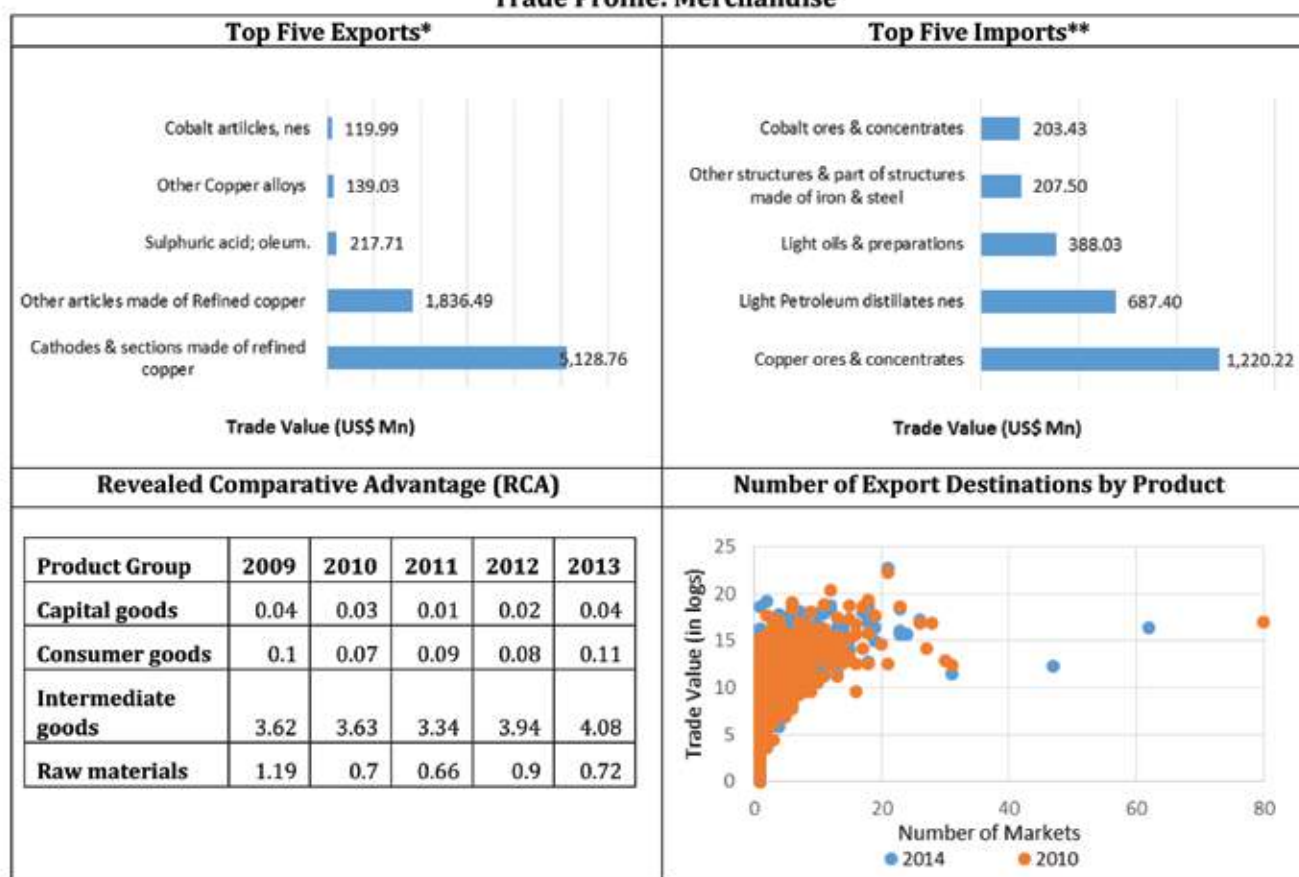 Trade Profile: Merchandise
Top Five Exports*
Cobalt artilcles, nes 119.99
Other Copper alloys 139.03
Sulphuric acid; oleum. 217.71
Other articles made of Refined copper 1,836.49
Cathodes & sections made of refined
copper 5,128.76
Trade Value (US$ Mn)
Top Five Imports**
Cobalt ores & concentrates 203.43
Other structures & part of structures
made of iron & steel 207.50
Light oils & preparations 388.03
Light Petroleum distillates nes 687.40
Copper ores & concentrates 1,220.22
Trade Value (US$ Mn)
Revealed Comparative Advantage (RCA)
Product Group 2009 2010 2011 2012 2013
Capital goods 0.04 0.03 0.01 0.02 0.04
Consumer goods 0.1 0.07 0.09 0.08 0.11
Intermediate
goods 3.62 3.63 3.34 3.94 4.08
Raw materials 1.19 0.7 0.66 0.9 0.72
Number of Export Destinations by Product
Trade Value (in logs)
25
20
15
10
5
0
0 20 40 60 80
Number of Markets
2014 2010